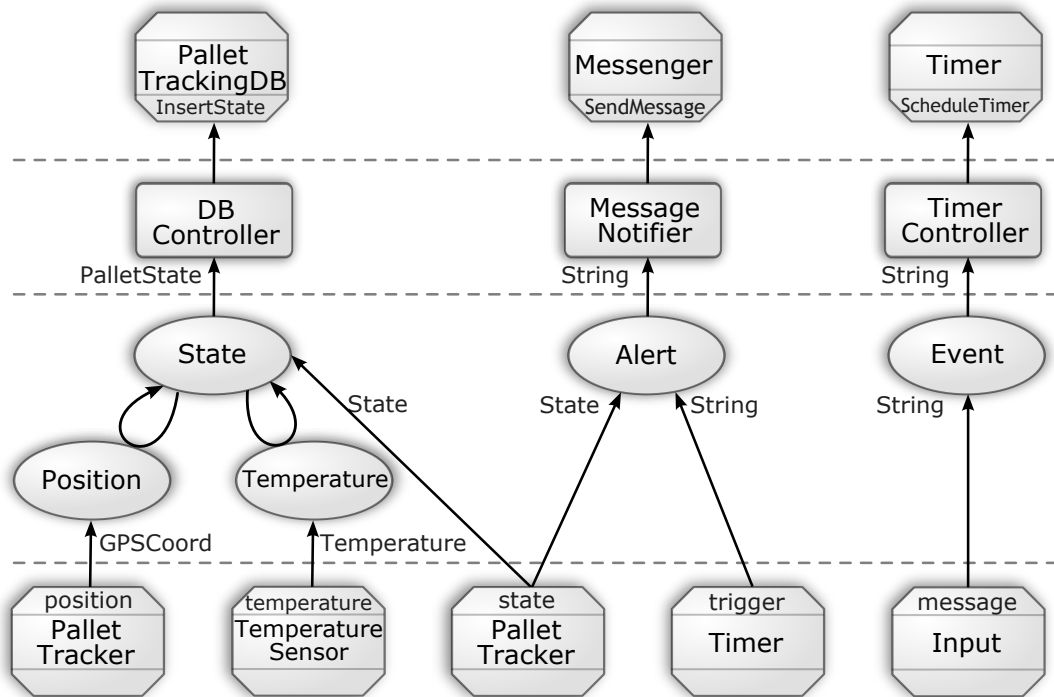 Pallet
TrackingDB
InsertState
Messenger
SendMessage
Timer
ScheduleTimer
DB
Controller
Message
Notifier
Timer
Controller
PalletState
String
String
State
Alert
Event
State
State
String
String
Position
Temperature
GPSCoord
Temperature
position
Pallet
Tracker
temperature
Temperature
Sensor
state
Pallet
Tracker
trigger
Timer
message
Input